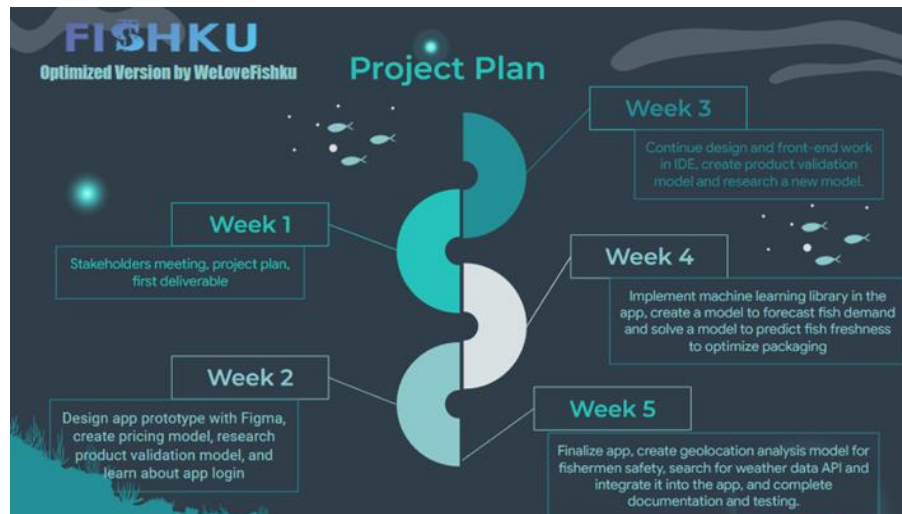 FISHKU
Optimized Version by WeLoveFishku
Project Plan
Week 1
Stakeholders meeting, project plan,
first deliverable
Week 2
Design app prototype with Figma,
create pricing model, research
product validation model, and
learn about app login
Week 3
Continue design and front-end work
in IDE, create product validation
model and research a new model.
Week 4
Implement machine learning library in the
app, create a model to forecast fish demand
and solve a model to predict fish freshness
to optimize packaging
Week 5
Finalize app, create geolocation analysis model for
fishermen safety, search for weather data API and
integrate it into the app, and complete
documentation and testing.